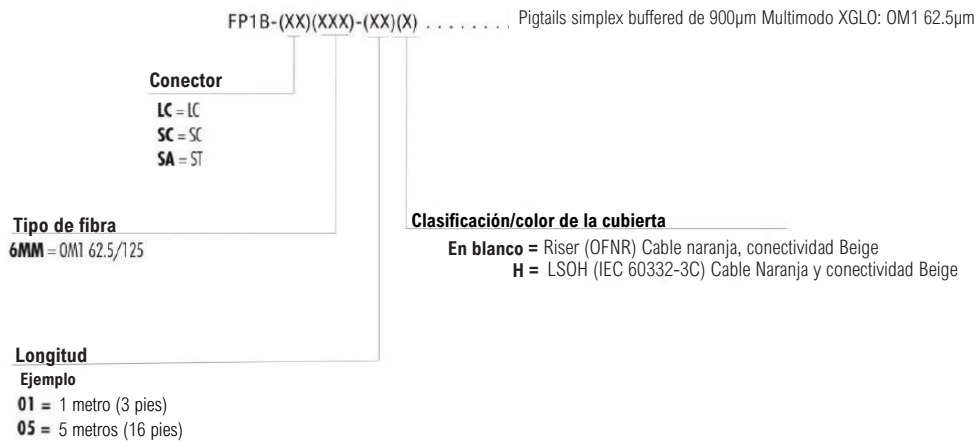 FP1B-(XX)(XXX)-(XX)(X) . . . . . . . . Pigtails simplex buffered de 900µm Multimodo XGLO: OM1 62.5µm
Conector
LC = LC
SC = SC
SA = ST
Tipo de fibra
6MM = OM1 62.5/125
Clasificación/color de la cubierta
En blanco = Riser (OFNR) Cable naranja, conectividad Beige
H = LSOH (IEC 60332-3C) Cable Naranja y conectividad Beige
Longitud
Ejemplo
01 = 1 metro (3 pies)
05 = 5 metros (16 pies)